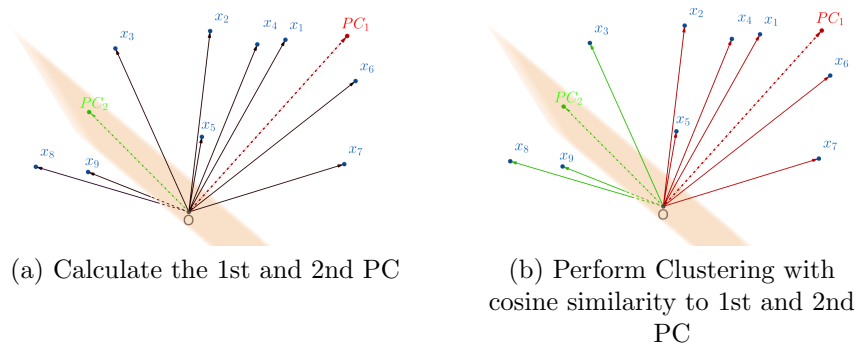 x₂
x₄
x₁
PC₁
x₃
x₆
PC₂
x₅
x₈
x₉
x₇
O
(a) Calculate the 1st and 2nd PC
x₂
x₄
x₁
PC₁
x₃
x₆
PC₂
x₅
x₈
x₉
x₇
O
(b) Perform Clustering with
cosine similarity to 1st and 2nd
PC